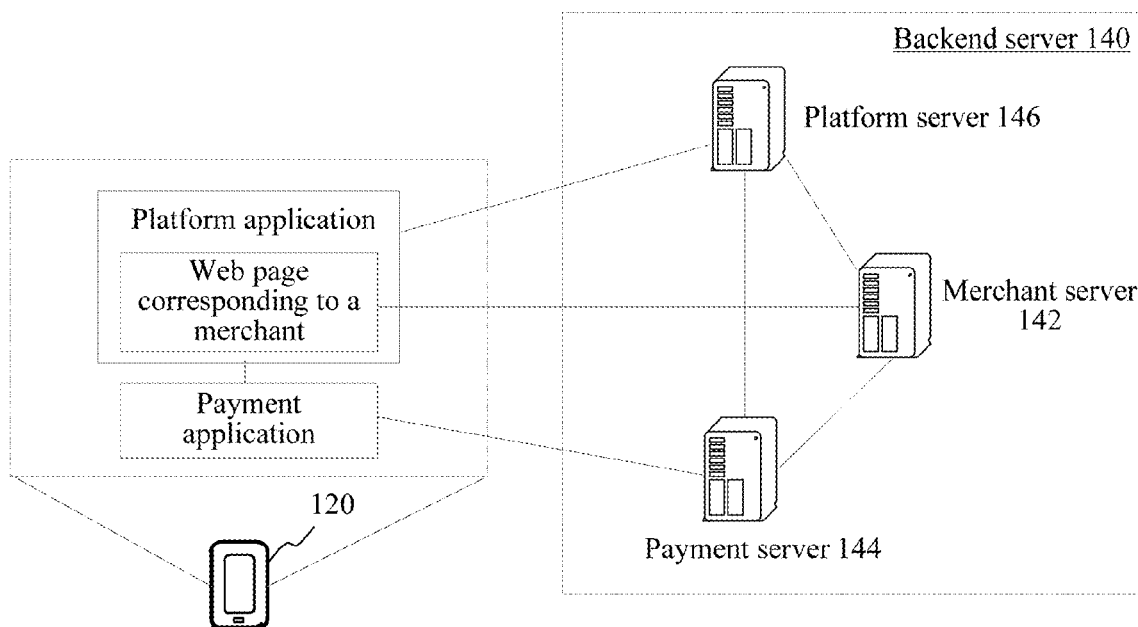 Backend server 140
Platform server 146
Platform application
Web page
corresponding to a
merchant
Merchant server
142
Payment
application
120
Payment server 144